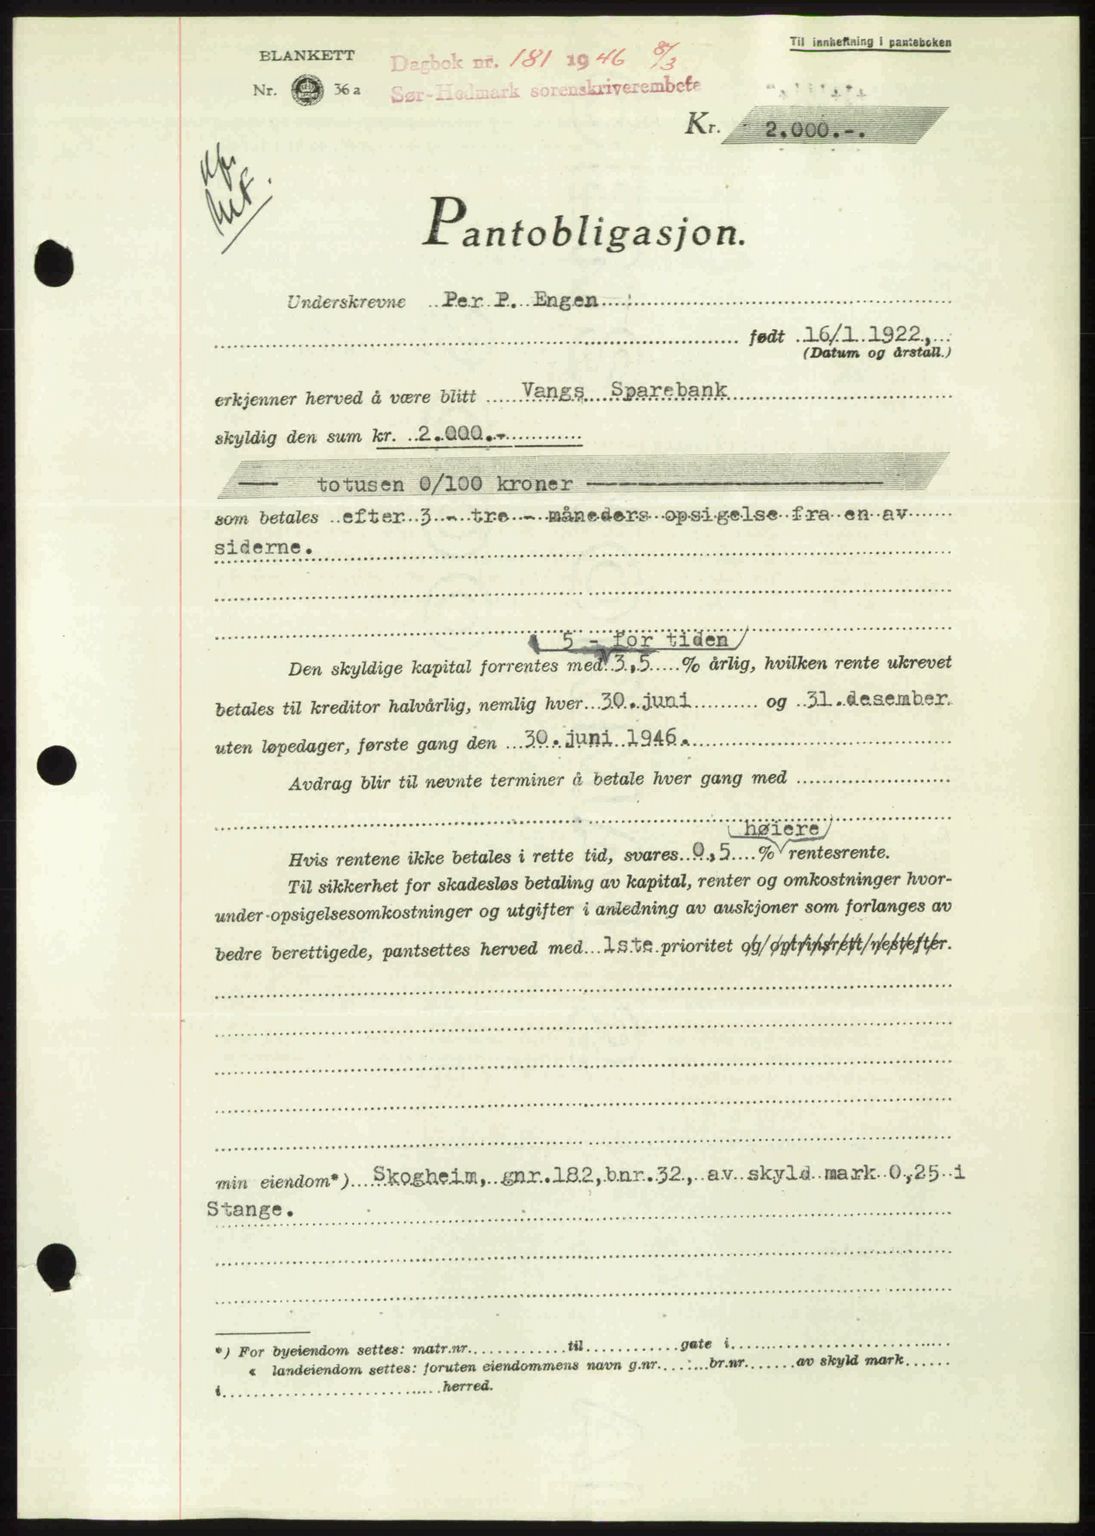 Til innheftning i panteboken
BLANKETT
Nr. 36 a
Dagbok nr. 181 1946 8/3
Sør-Hedmark sorenskriverembete
Kr. 2.000.-.
Pantobligasjon.
Underskrevne Per P. Engen
født 16/1 1922,
(Datum og årstall.)
erkjenner herved å være blitt Vangs Sparebank
skyldig den sum kr. 2.000.-
totusen 0/100 kroner
som betales efter 3 - tre - måneders opsigelse fra en av
siderne.
5 - for tiden
Den skyldige kapital forrentes med 3,5 % årlig, hvilken rente ukrevet
betales til kreditor halvårlig, nemlig hver 30. juni og 31. desember
uten løpedager, første gang den 30. juni 1946.
Avdrag blir til nevnte terminer å betale hver gang med
høiere
Hvis rentene ikke betales i rette tid, svares 0,5 % rentesrente.
Til sikkerhet for skadesløs betaling av kapital, renter og omkostninger hvor-
under opsigelsesomkostninger og utgifter i anledning av auskjoner som forlanges av
bedre berettigede, pantsettes herved med 1ste prioritet og optrinsrett nestefter.
min eiendom*) Skogheim, gnr. 182, bnr. 32, av skyld mark 0,25 i
Stange.
*) For byeiendom settes: matr.nr. til gate i
« landeiendom settes: foruten eiendommens navn g.nr. br.nr. av skyld mark
i herred.